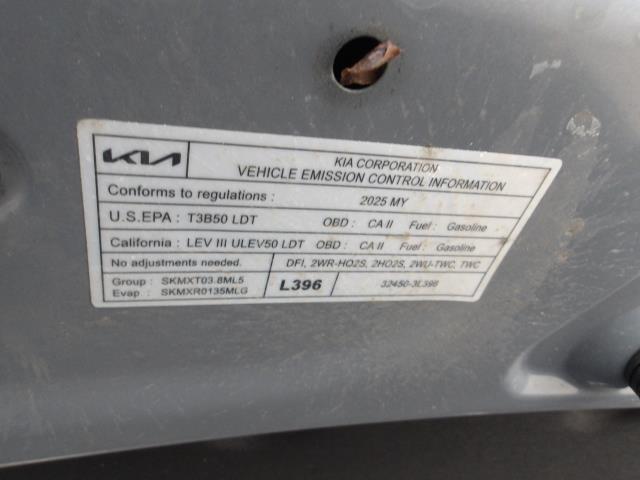 KIA
KIA CORPORATION
VEHICLE EMISSION CONTROL INFORMATION
Conforms to regulations : 2025 MY
U.S.EPA : T3B50 LDT OBD : CA II Fuel : Gasoline
California : LEV III ULEV50 LDT OBD : CA II Fuel : Gasoline
No adjustments needed. DFI, 2WR-HO2S, 2HO2S, 2WU-TWC, TWC
Group : SKMXT03.8ML5
Evap : SKMXR0135MLG
L396
32450-3L396